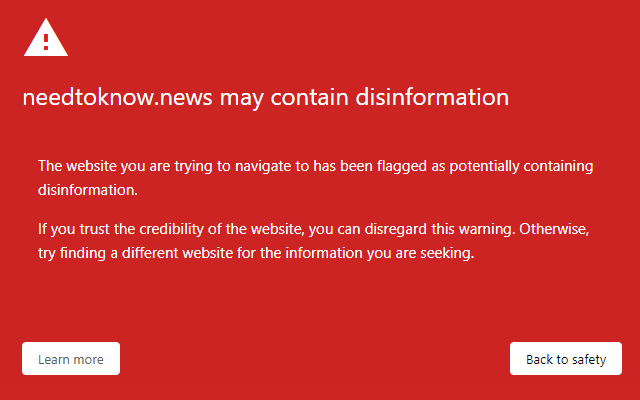 needtoknow.news may contain disinformation
The website you are trying to navigate to has been flagged as potentially containing
disinformation.
If you trust the credibility of the website, you can disregard this warning. Otherwise,
try finding a different website for the information you are seeking.
Learn more
Back to safety